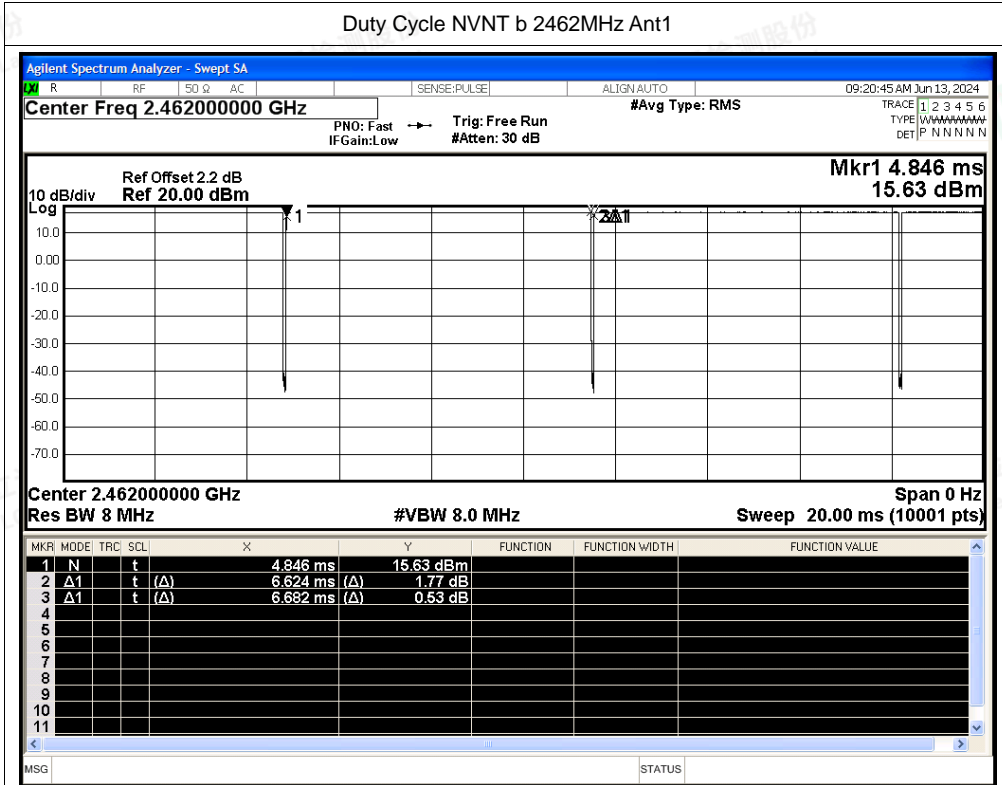 Duty Cycle NVNT b 2462MHz Ant1
Agilent Spectrum Analyzer - Swept SA
LXI R RF 50 Ω AC SENSE:PULSE ALIGN AUTO 09:20:45 AM Jun 13, 2024
Center Freq 2.462000000 GHz #Avg Type: RMS TRACE 1 2 3 4 5 6
PNO: Fast Trig: Free Run TYPE WWWWWW
IFGain:Low #Atten: 30 dB DET P N N N N N
Mkr1 4.846 ms
Ref Offset 2.2 dB
10 dB/div Ref 20.00 dBm 15.63 dBm
Log
1 2Δ1
10.0
0.00
-10.0
-20.0
-30.0
-40.0
-50.0
-60.0
-70.0
Center 2.462000000 GHz Span 0 Hz
Res BW 8 MHz #VBW 8.0 MHz Sweep 20.00 ms (10001 pts)
MKR MODE TRC SCL X Y FUNCTION FUNCTION WIDTH FUNCTION VALUE
1 N t 4.846 ms 15.63 dBm
2 Δ1 t (Δ) 6.624 ms (Δ) 1.77 dB
3 Δ1 t (Δ) 6.682 ms (Δ) 0.53 dB
4
5
6
7
8
9
10
11
MSG STATUS